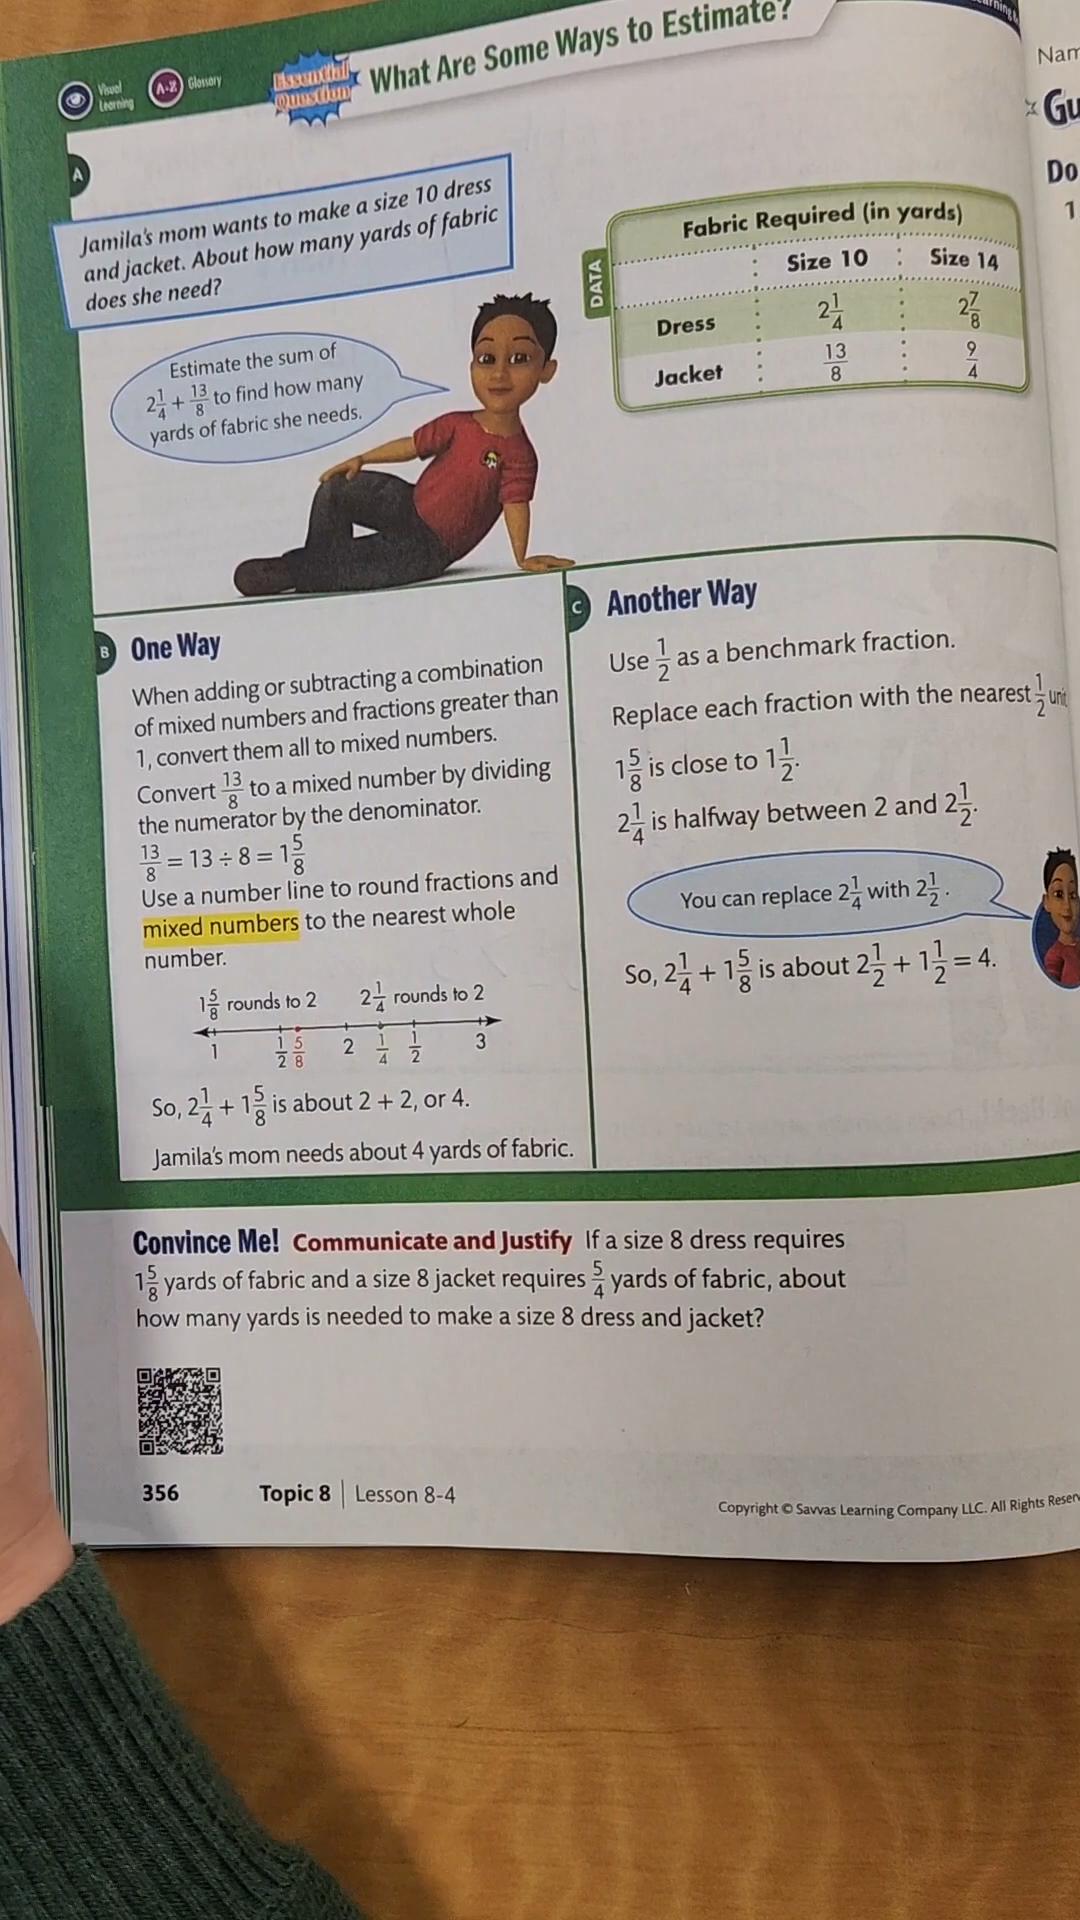 Visual Learning
A-Z Glossary
Essential Question
What Are Some Ways to Estimate?
A
Jamila's mom wants to make a size 10 dress
and jacket. About how many yards of fabric
does she need?
Estimate the sum of
2 1/4 + 13/8 to find how many
yards of fabric she needs.
DATA
Fabric Required (in yards)
Size 10 Size 14
Dress 2 1/4 2 7/8
Jacket 13/8 9/4
B One Way
When adding or subtracting a combination
of mixed numbers and fractions greater than
1, convert them all to mixed numbers.
Convert 13/8 to a mixed number by dividing
the numerator by the denominator.
13/8 = 13 ÷ 8 = 1 5/8
Use a number line to round fractions and
mixed numbers to the nearest whole
number.
1 5/8 rounds to 2 2 1/4 rounds to 2
1 1/2 5/8 2 1/4 1/2 3
So, 2 1/4 + 1 5/8 is about 2 + 2, or 4.
Jamila's mom needs about 4 yards of fabric.
C Another Way
Use 1/2 as a benchmark fraction.
Replace each fraction with the nearest 1/2 unit
1 5/8 is close to 1 1/2.
2 1/4 is halfway between 2 and 2 1/2.
You can replace 2 1/4 with 2 1/2.
So, 2 1/4 + 1 5/8 is about 2 1/2 + 1 1/2 = 4.
Convince Me! Communicate and Justify If a size 8 dress requires
1 5/8 yards of fabric and a size 8 jacket requires 5/4 yards of fabric, about
how many yards is needed to make a size 8 dress and jacket?
356 Topic 8 | Lesson 8-4
Copyright © Savvas Learning Company LLC. All Rights Reser
Nam
Gu
Do
1